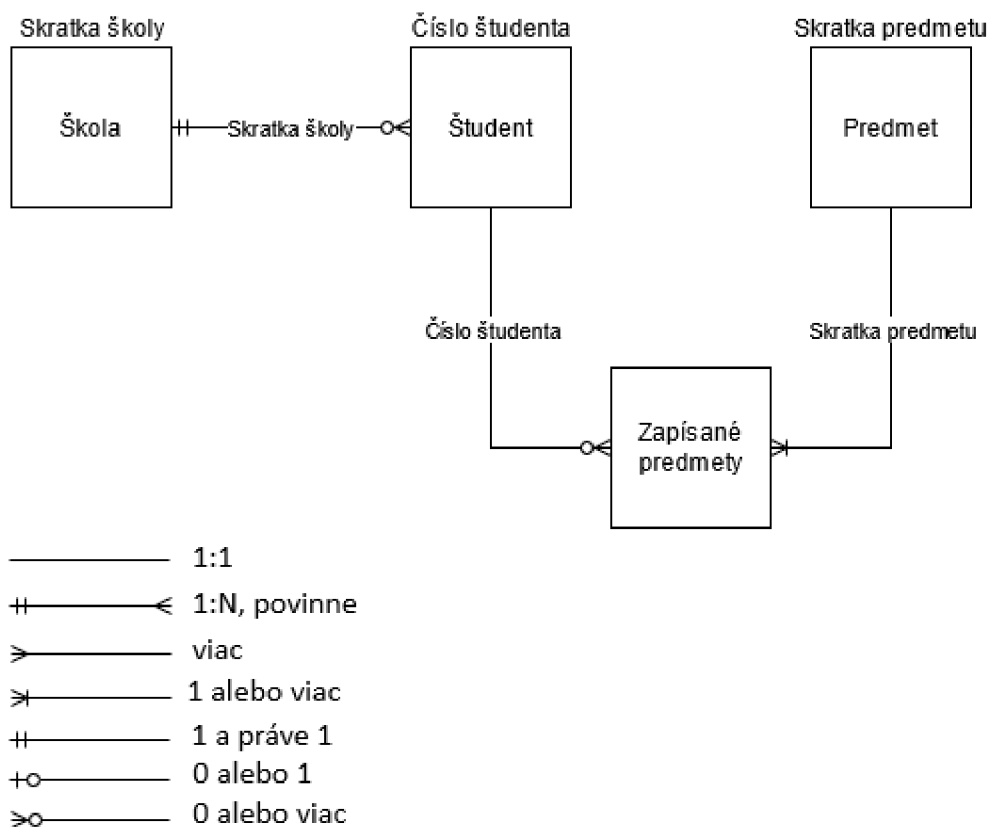 Skratka školy
Číslo študenta
Skratka predmetu
Škola
Skratka školy
Študent
Predmet
Číslo študenta
Skratka predmetu
Zapísané
predmety
1:1
1:N, povinne
viac
1 alebo viac
1 a práve 1
0 alebo 1
0 alebo viac